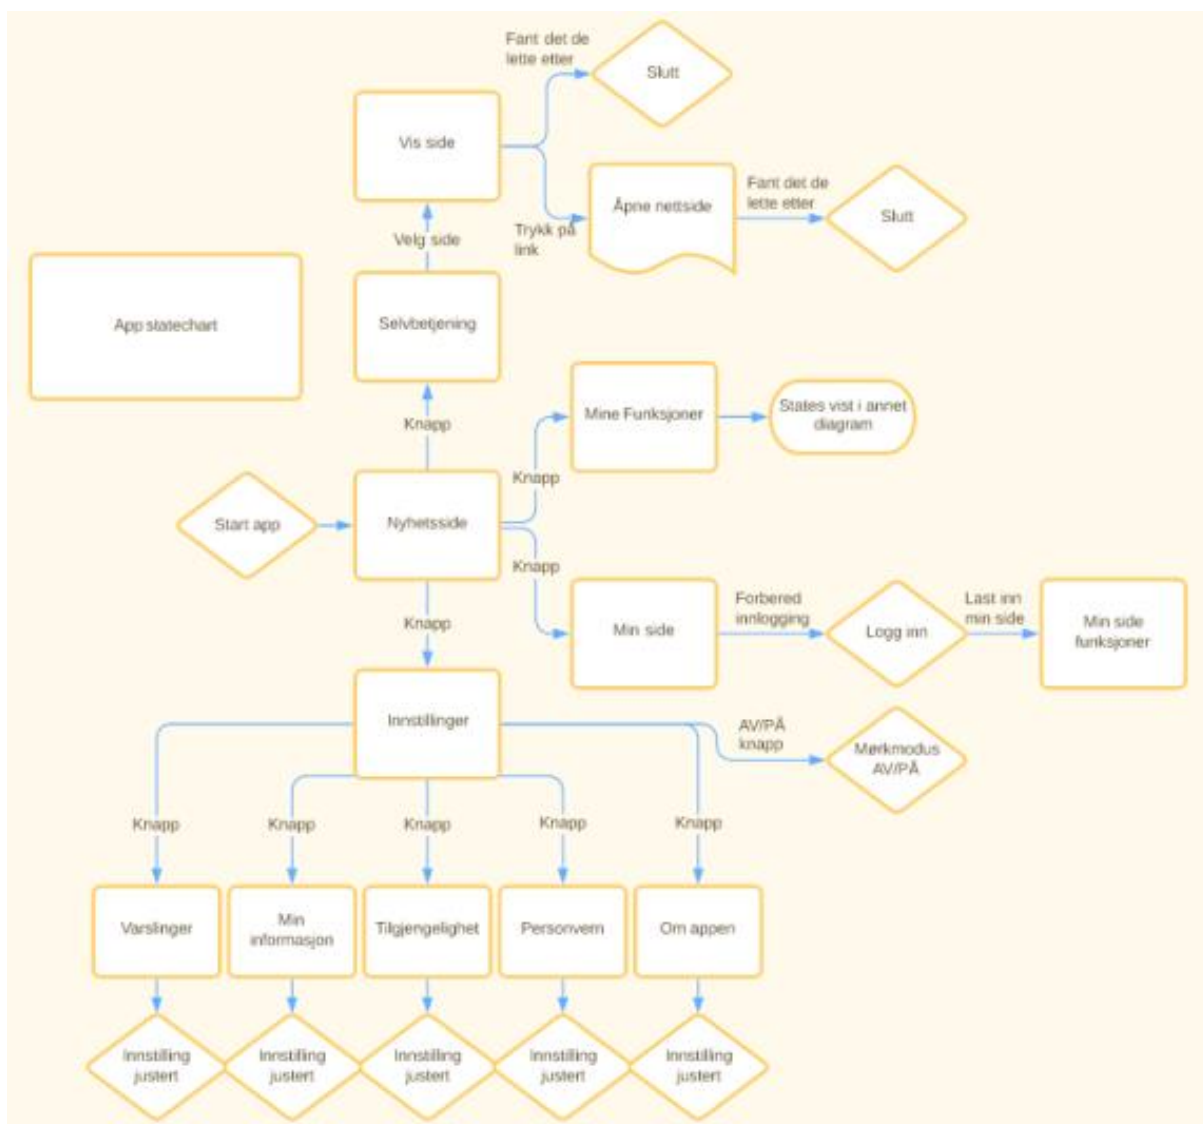 Fant det de
lette etter
Slutt
Vis side
Åpne nettside
Fant det de
lette etter
Slutt
Trykk på
link
Velg side
App statechart
Selvbetjening
Knapp
Mine Funksjoner
States vist i annet
diagram
Knapp
Start app
Nyhetsside
Knapp
Knapp
Min side
Forbered
innlogging
Logg inn
Last inn
min side
Min side
funksjoner
Innstillinger
AV/PÅ
knapp
Mørkmodus
AV/PÅ
Knapp
Knapp
Knapp
Knapp
Knapp
Varslinger
Min
informasjon
Tilgjengelighet
Personvern
Om appen
Innstilling
justert
Innstilling
justert
Innstilling
justert
Innstilling
justert
Innstilling
justert